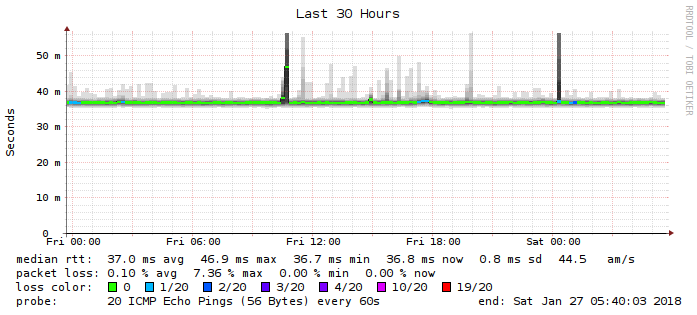 Last 30 Hours
RRDTOOL / TOBI OETIKER
Seconds
50 m
40 m
30 m
20 m
10 m
0
Fri 00:00 Fri 06:00 Fri 12:00 Fri 18:00 Sat 00:00
median rtt: 37.0 ms avg 46.9 ms max 36.7 ms min 36.8 ms now 0.8 ms sd 44.5 am/s
packet loss: 0.10 % avg 7.36 % max 0.00 % min 0.00 % now
loss color: 0 1/20 2/20 3/20 4/20 10/20 19/20
probe: 20 ICMP Echo Pings (56 Bytes) every 60s end: Sat Jan 27 05:40:03 2018